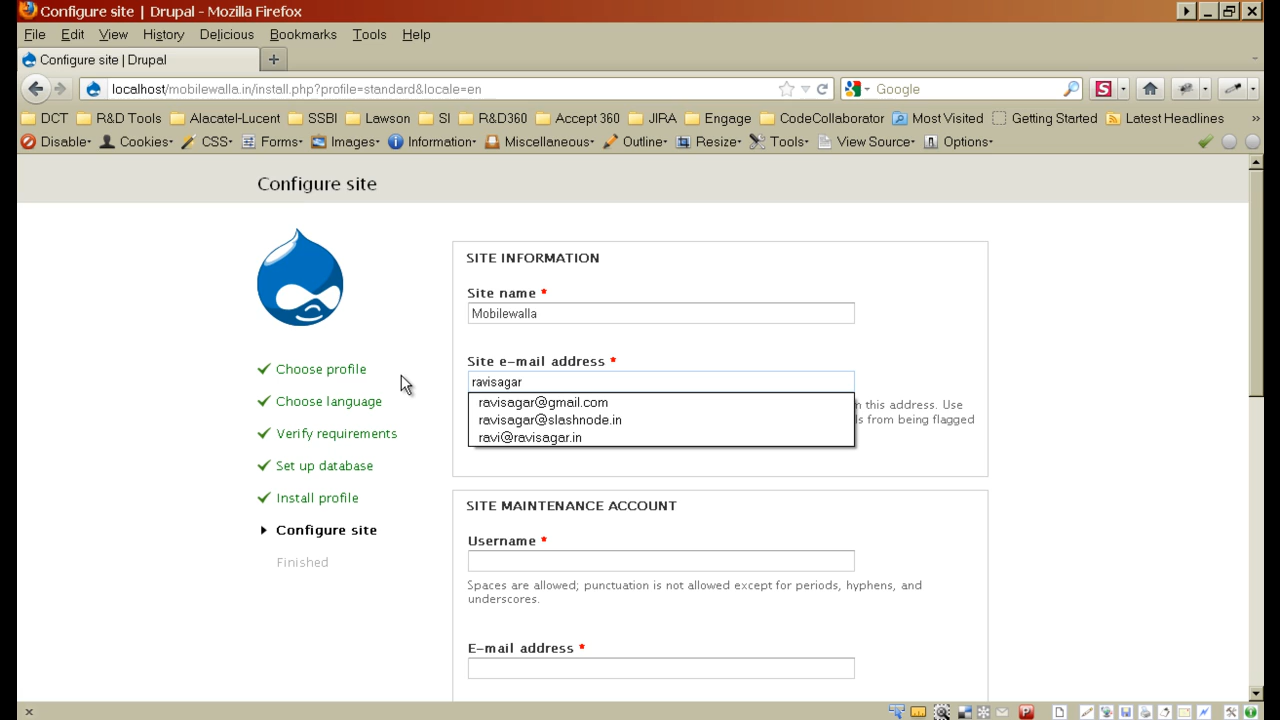 Configure site | Drupal - Mozilla Firefox
File Edit View History Delicious Bookmarks Tools Help
Configure site | Drupal
localhost/mobilewalla.in/install.php?profile=standard&locale=en
Google
DCT R&D Tools Alacatel-Lucent SSBI Lawson SI R&D360 Accept 360 JIRA Engage CodeCollaborator Most Visited Getting Started Latest Headlines »
Disable Cookies CSS Forms Images Information Miscellaneous Outline Resize Tools View Source Options
Configure site
SITE INFORMATION
Site name *
Mobilewalla
Site e-mail address *
ravisagar
ravisagar@gmail.com
ravisagar@slashnode.in
ravi@ravisagar.in
n this address. Use
ls from being flagged
Choose profile
Choose language
Verify requirements
Set up database
Install profile
Configure site
Finished
SITE MAINTENANCE ACCOUNT
Username *
Spaces are allowed; punctuation is not allowed except for periods, hyphens, and
underscores.
E-mail address *